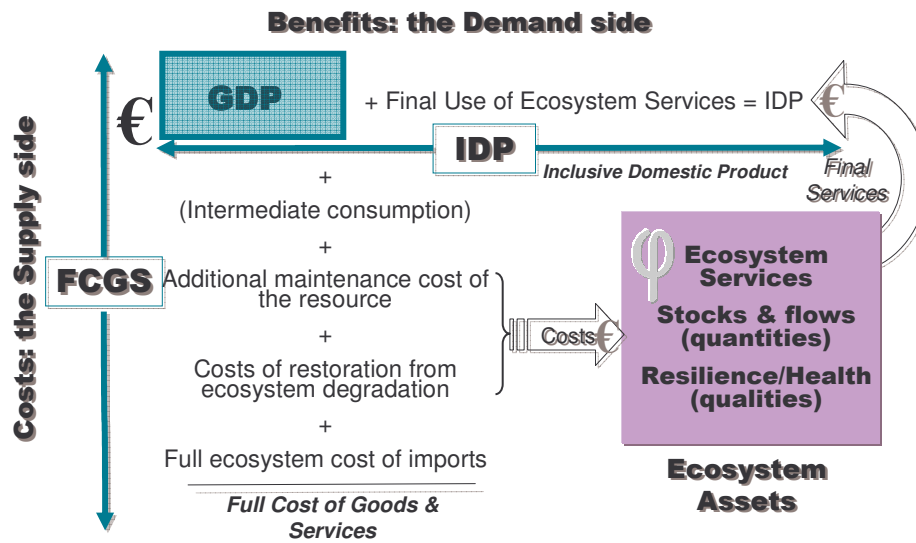 Benefits: the Demand side
€
GDP
+ Final Use of Ecosystem Services = IDP
€
IDP
Inclusive Domestic Product
Final
Services
Costs: the Supply side
FCGS
+
(Intermediate consumption)
+
Additional maintenance cost of
the resource
+
Costs of restoration from
ecosystem degradation
+
Full ecosystem cost of imports
Full Cost of Goods &
Services
Costs €
φ
Ecosystem
Services
Stocks & flows
(quantities)
Resilience/Health
(qualities)
Ecosystem
Assets